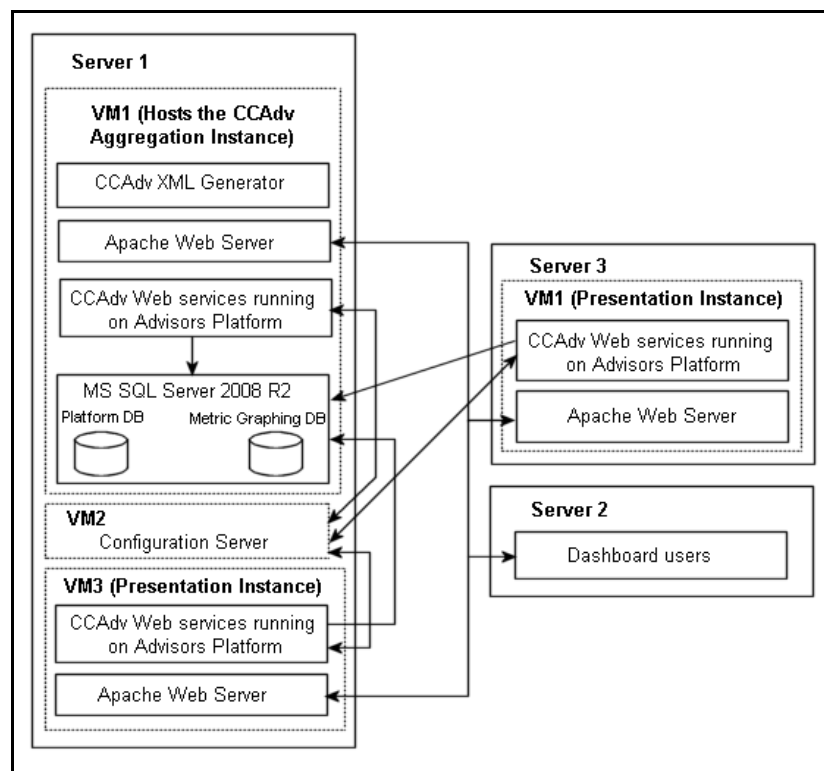 Server 1
VM1 (Hosts the CCAdv
Aggregation Instance)
CCAdv XML Generator
Apache Web Server
CCAdv Web services running
on Advisors Platform
MS SQL Server 2008 R2
Platform DB
Metric Graphing DB
VM2
Configuration Server
VM3 (Presentation Instance)
CCAdv Web services running
on Advisors Platform
Apache Web Server
Server 3
VM1 (Presentation Instance)
CCAdv Web services running
on Advisors Platform
Apache Web Server
Server 2
Dashboard users